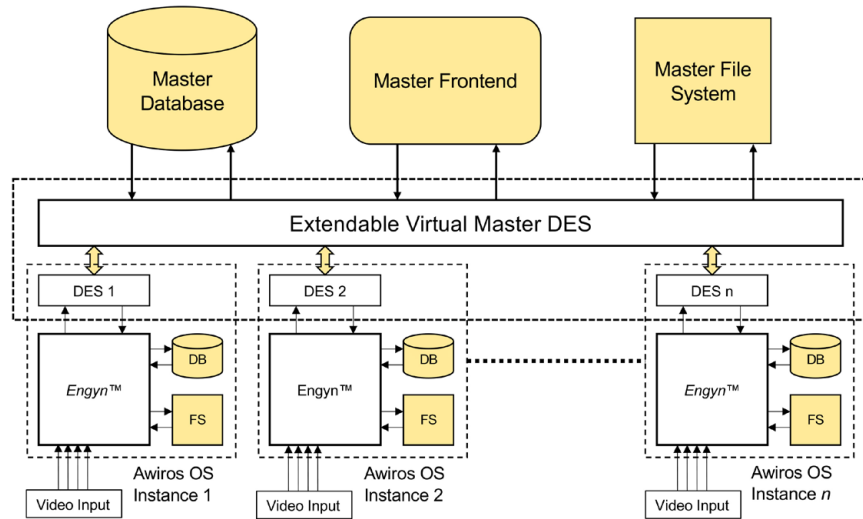 Master
Database
Master Frontend
Master File
System
Extendable Virtual Master DES
DES 1
DES 2
DES n
Engyn™
DB
FS
Engyn™
DB
FS
Engyn™
DB
FS
Awiros OS
Instance 1
Awiros OS
Instance 2
Awiros OS
Instance n
Video Input
Video Input
Video Input